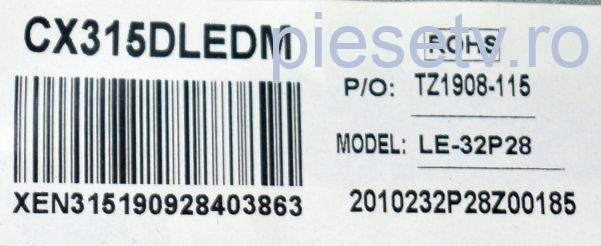 CX315DLEDM
piesetv.ro
ROHS
P/O: TZ1908-115
MODEL: LE-32P28
XEN315190928403863
2010232P28Z00185